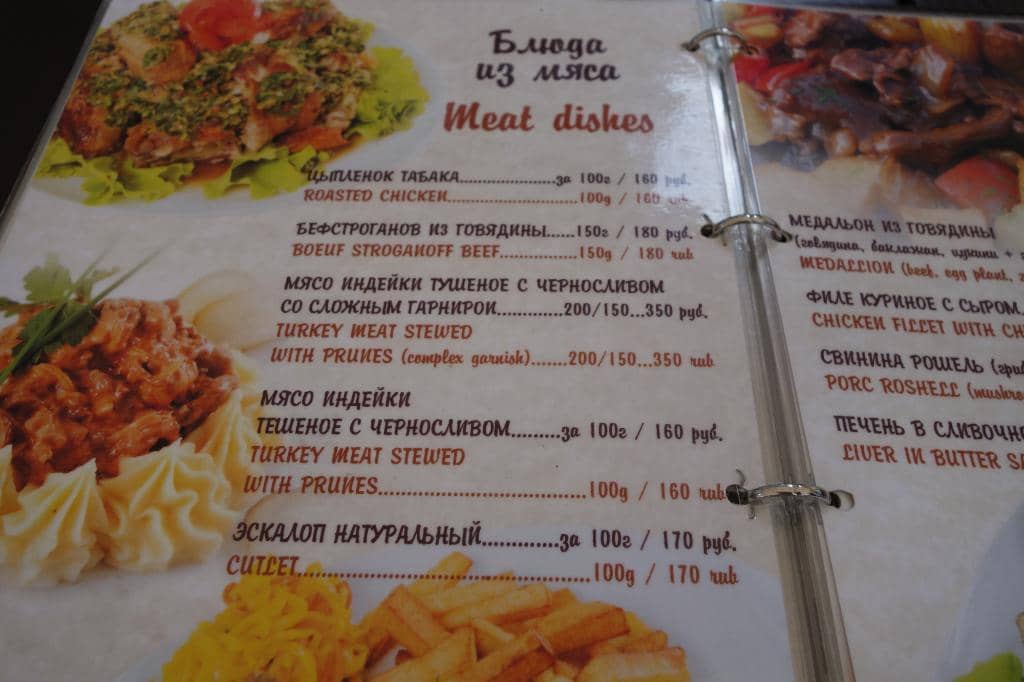 Блюда
из мяса
Meat dishes
ЦЫПЛЕНОК ТАБАКА....................за 100г / 160 руб.
ROASTED CHICKEN...........................100g / 160 rub
БЕФСТРОГАНОВ ИЗ ГОВЯДИНЫ......150г / 180 руб.
BOEUF STROGANOFF BEEF.................150g / 180 rub
МЯСО ИНДЕЙКИ ТУШЕНОЕ С ЧЕРНОСЛИВОМ
СО СЛОЖНЫМ ГАРНИРОИ.............200/150...350 руб.
TURKEY MEAT STEWED
WITH PRUNES (complex garnish).......200/150...350 rub
МЯСО ИНДЕЙКИ
ТЕШЕНОЕ С ЧЕРНОСЛИВОМ.........за 100г / 160 руб.
TURKEY MEAT STEWED
WITH PRUNES...................................100g / 160 rub
ЭСКАЛОП НАТУРАЛЬНЫЙ.............за 100г / 170 руб.
CUTLET.................................................100g / 170 rub
МЕДАЛЬОН ИЗ ГОВЯДИНЫ
(говядина, баклажан, цукини +
MEDALLION (beef, egg plant,
ФИЛЕ КУРИНОЕ С СЫРОМ
CHICKEN FILLET WITH
СВИНИНА РОШЕЛЬ
PORC ROSHELL
ПЕЧЕНЬ В
LIVER IN BUTTER